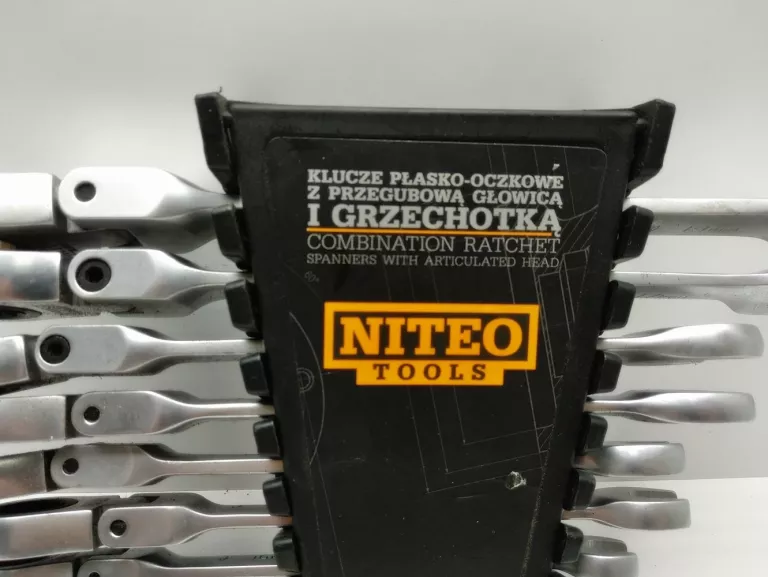 KLUCZE PŁASKO-OCZKOWE
Z PRZEGUBOWĄ GŁOWICĄ
I GRZECHOTKĄ
COMBINATION RATCHET
SPANNERS WITH ARTICULATED HEAD
NITEO
TOOLS